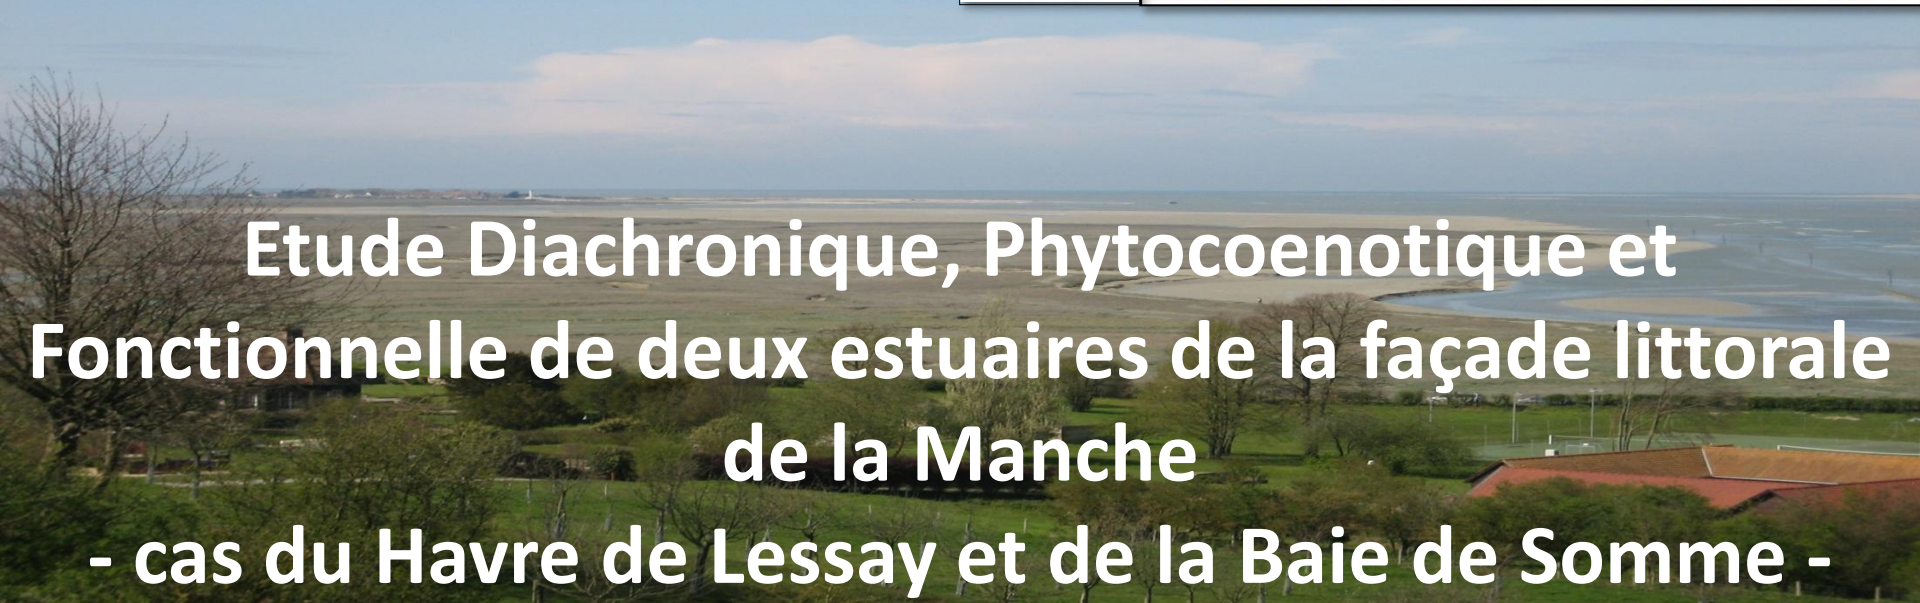 Etude Diachronique, Phytocoenotique et
Fonctionnelle de deux estuaires de la façade littorale
de la Manche
- cas du Havre de Lessay et de la Baie de Somme -